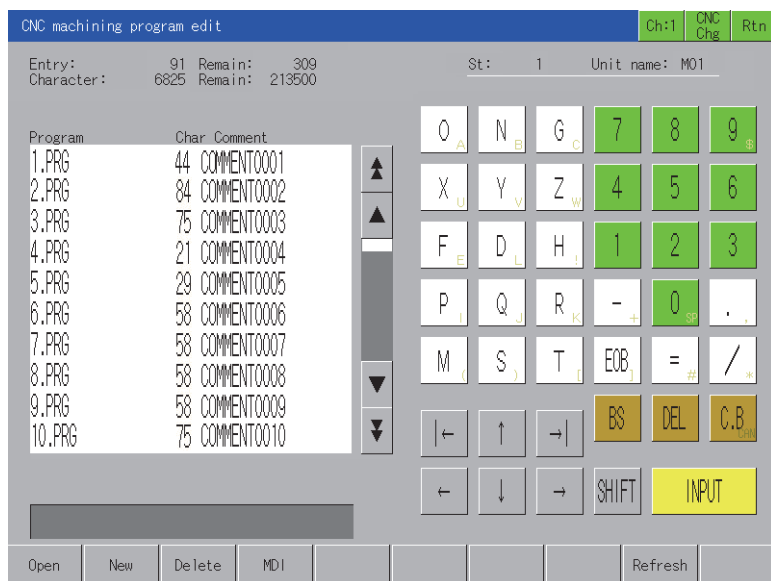 CNC machining program edit Ch:1 CNC Chg Rtn
Entry: 91 Remain: 309 St: 1 Unit name: M01
Character: 6825 Remain: 213500
Program Char Comment
1.PRG 44 COMMENT0001
2.PRG 84 COMMENT0002
3.PRG 75 COMMENT0003
4.PRG 21 COMMENT0004
5.PRG 29 COMMENT0005
6.PRG 58 COMMENT0006
7.PRG 58 COMMENT0007
8.PRG 58 COMMENT0008
9.PRG 58 COMMENT0009
10.PRG 75 COMMENT0010
O A N B G C 7 8 9 $
X U Y V Z W 4 5 6
F E D L H ! 1 2 3
P I Q J R K - + 0 SP . ,
M ( S ) T [ EOB ] = # / *
BS DEL C.B CAN
|← ↑ →|
← ↓ → SHIFT INPUT
Open New Delete MDI Refresh